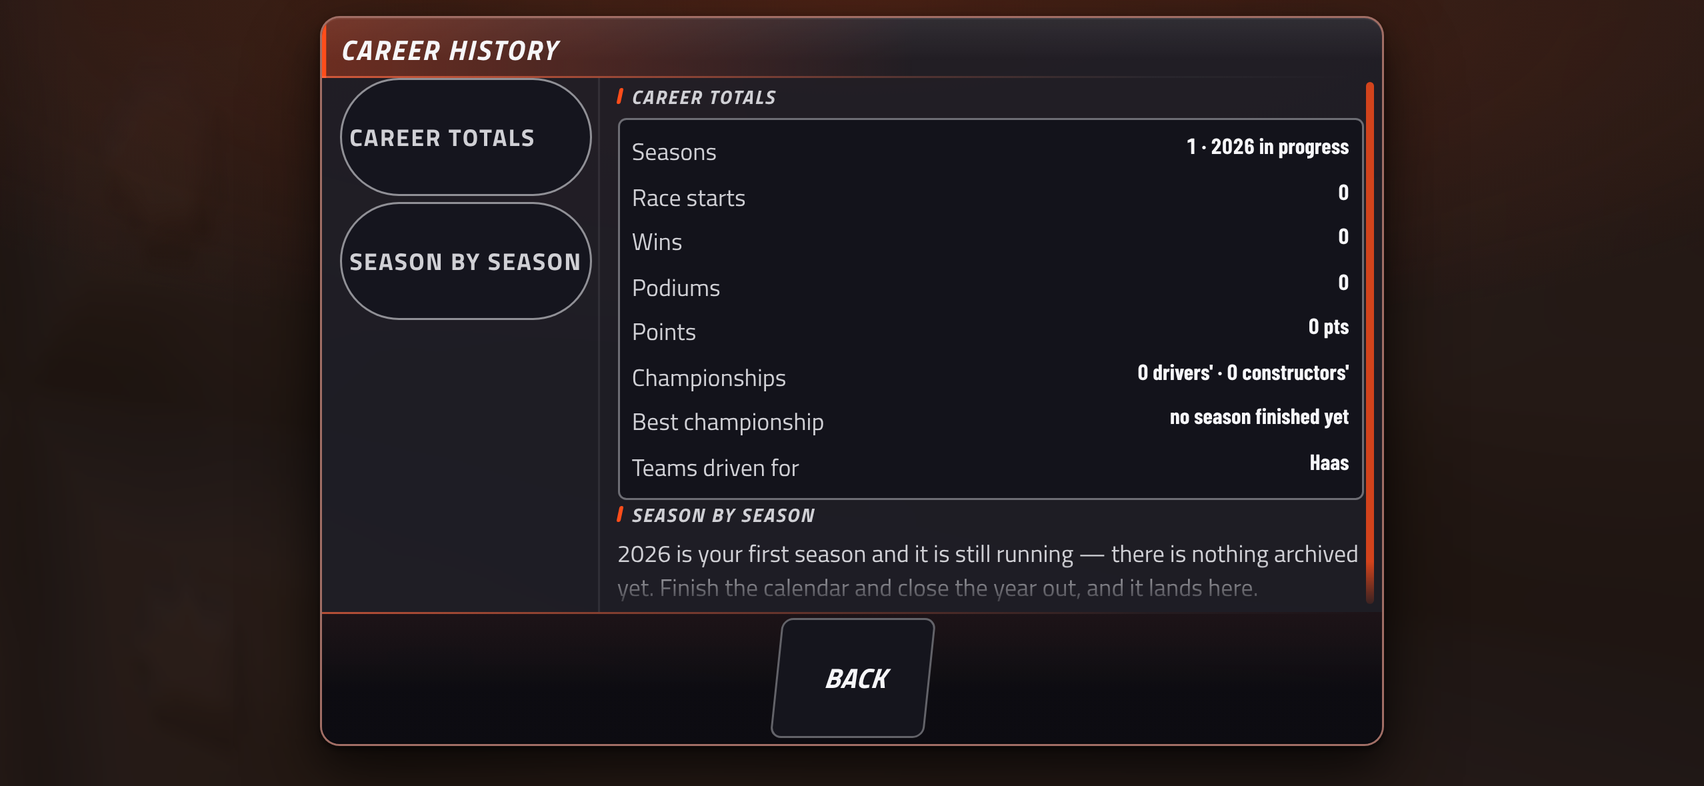 CAREER HISTORY
CAREER TOTALS
SEASON BY SEASON
CAREER TOTALS
Seasons 1 · 2026 in progress
Race starts 0
Wins 0
Podiums 0
Points 0 pts
Championships 0 drivers' · 0 constructors'
Best championship no season finished yet
Teams driven for Haas
SEASON BY SEASON
2026 is your first season and it is still running — there is nothing archived
yet. Finish the calendar and close the year out, and it lands here.
BACK